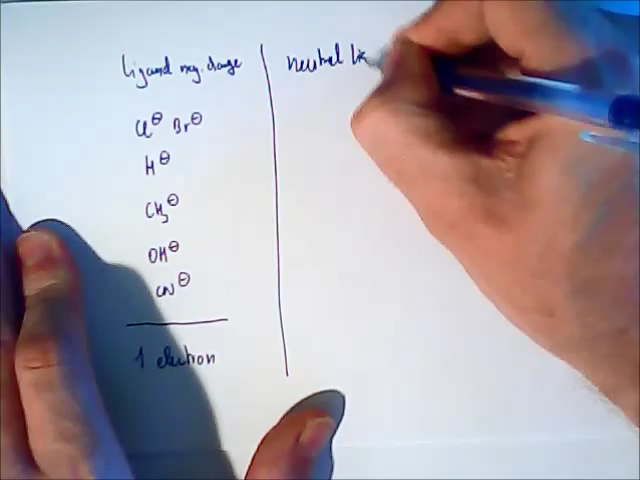 Ligand neg. charge
neutral li
Cl⊖ Br⊖
H⊖
CH₃⊖
OH⊖
CN⊖
1 electron